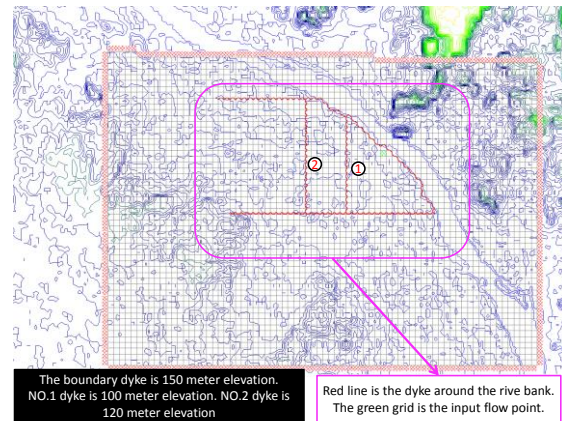 ②
①
The boundary dyke is 150 meter elevation.
NO.1 dyke is 100 meter elevation. NO.2 dyke is
120 meter elevation
Red line is the dyke around the rive bank.
The green grid is the input flow point.